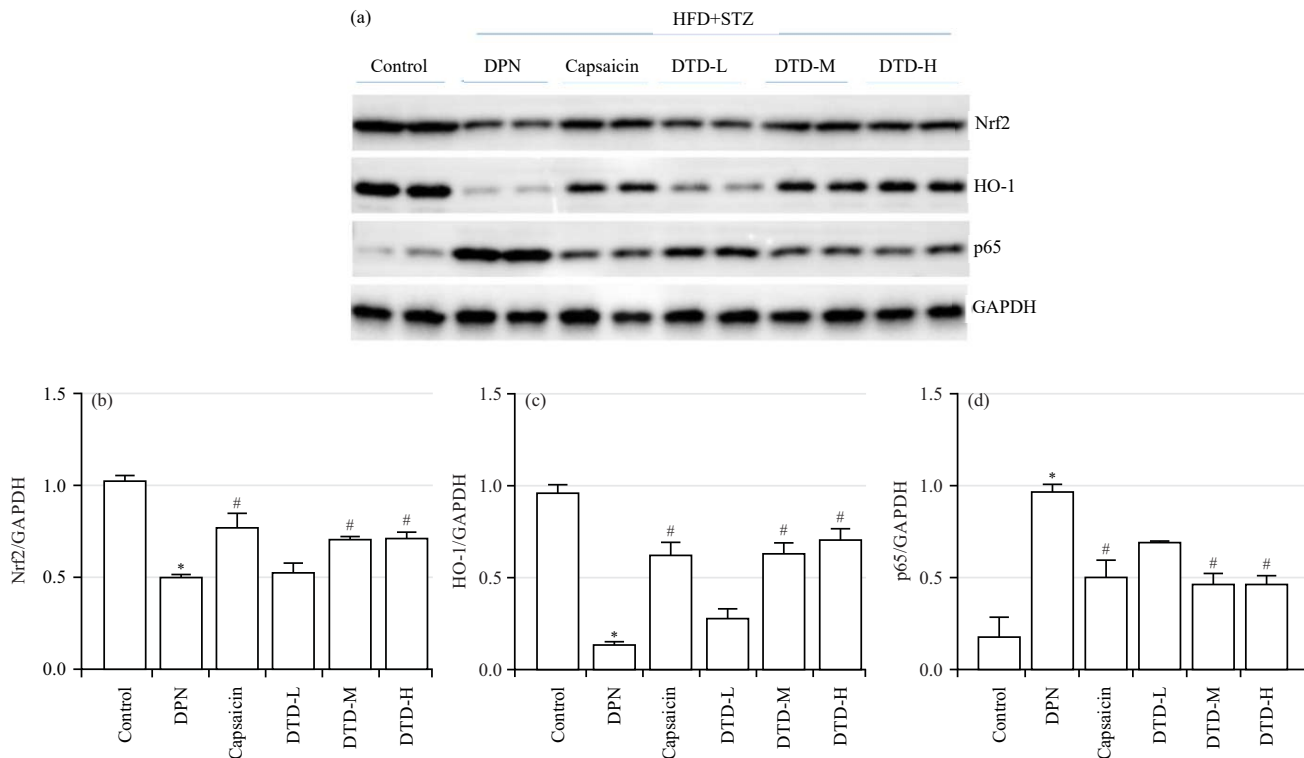 (a)
HFD+STZ
Control DPN Capsaicin DTD-L DTD-M DTD-H
Nrf2
HO-1
p65
GAPDH
(b)
Nrf2/GAPDH
1.5
1.0
0.5
0.0
*
#
#
#
Control
DPN
Capsaicin
DTD-L
DTD-M
DTD-H
(c)
HO-1/GAPDH
1.5
1.0
0.5
0.0
*
#
#
#
Control
DPN
Capsaicin
DTD-L
DTD-M
DTD-H
(d)
p65/GAPDH
1.5
1.0
0.5
0.0
*
#
#
#
Control
DPN
Capsaicin
DTD-L
DTD-M
DTD-H